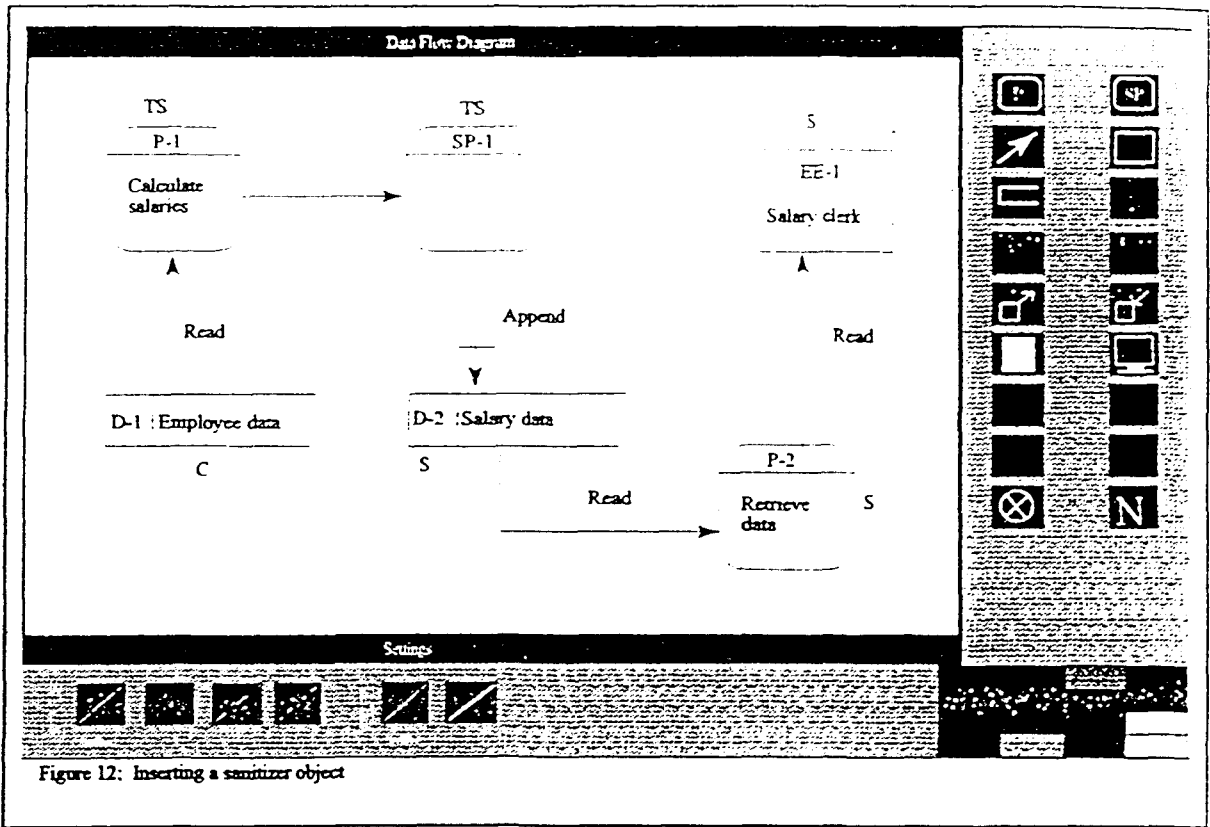 Data Flow Diagram
TS
P-1
Calculate
salaries
TS
SP-1
S
EE-1
Salary clerk
Read
Append
Read
D-1 Employee data
C
D-2 Salary data
S
Read
P-2
Retrieve
data
S
P
SP
N
Settings
Figure 12: Inserting a sanitizer object